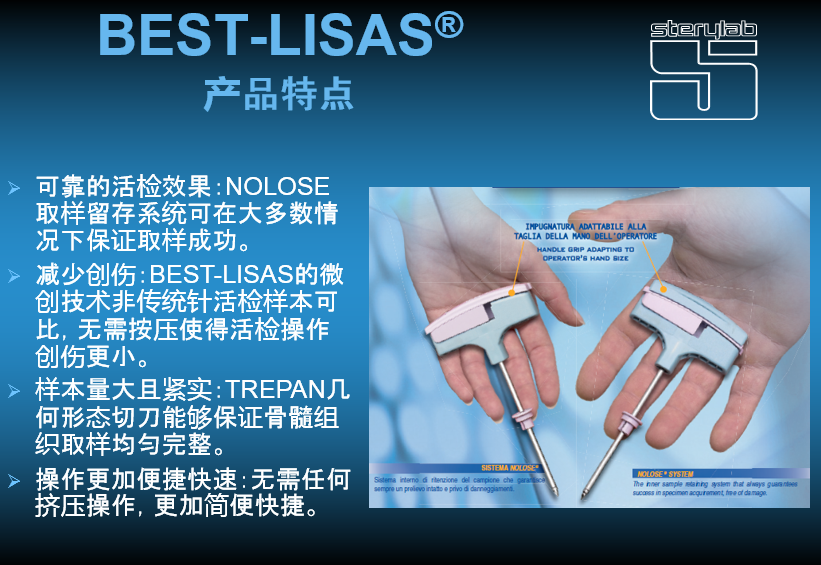 BEST-LISAS®
产品特点
sterylab
可靠的活检效果：NOLOSE
取样留存系统可在大多数情
况下保证取样成功。
减少创伤：BEST-LISAS的微
创技术非传统针活检样本可
比，无需按压使得活检操作
创伤更小。
样本量大且紧实：TREPAN几
何形态切刀能够保证骨髓组
织取样均匀完整。
操作更加便捷快速：无需任何
挤压操作，更加简便快捷。
IMPUGNATURA ADATTABILE ALLA
TAGLIA DELLA MANO DELL'OPERATORE
HANDLE GRIP ADAPTING TO
OPERATOR'S HAND SIZE
SISTEMA NOLOSE®
Sistema interno di ritenzione del campione che garantisce
sempre un prelievo intatto e privo di danneggiamenti.
NOLOSE® SYSTEM
The inner sample retaining system that always guarantees
success in specimen acquirement, free of damage.